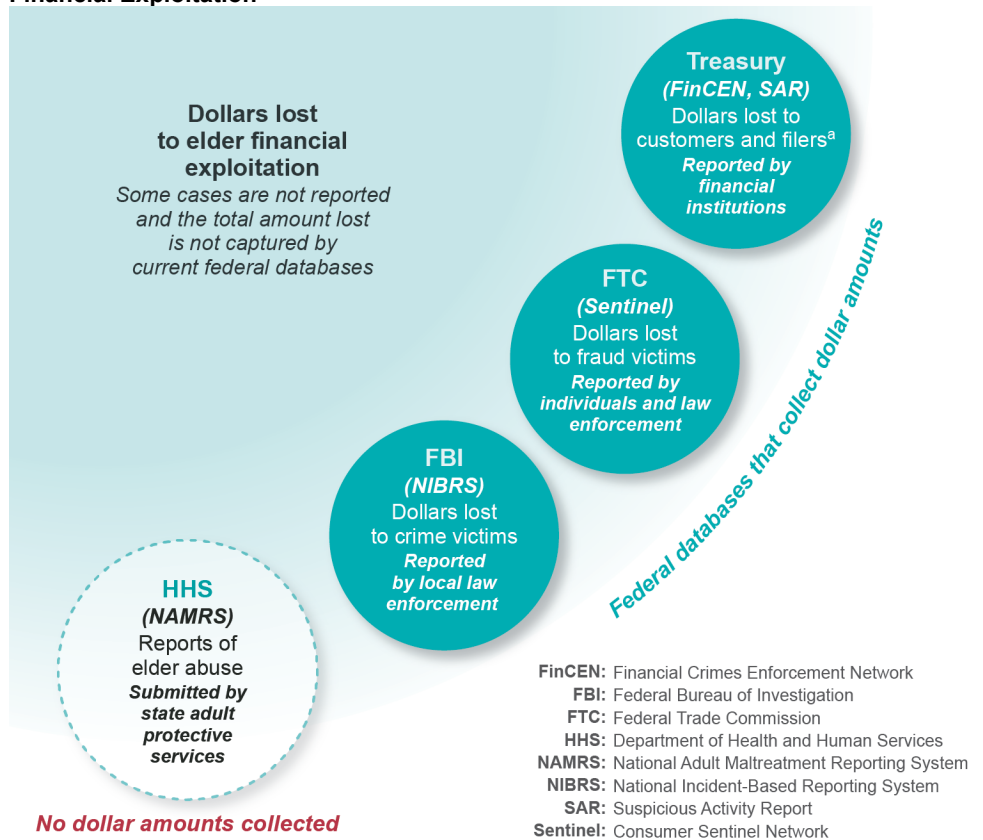 Financial Exploitation
Dollars lost
to elder financial
exploitation
Some cases are not reported
and the total amount lost
is not captured by
current federal databases
Treasury
(FinCEN, SAR)
Dollars lost to
customers and filersᵃ
Reported by
financial
institutions
FTC
(Sentinel)
Dollars lost
to fraud victims
Reported by
individuals and law
enforcement
FBI
(NIBRS)
Dollars lost
to crime victims
Reported
by local law
enforcement
HHS
(NAMRS)
Reports of
elder abuse
Submitted by
state adult
protective
services
No dollar amounts collected
Federal databases that collect dollar amounts
FinCEN: Financial Crimes Enforcement Network
FBI: Federal Bureau of Investigation
FTC: Federal Trade Commission
HHS: Department of Health and Human Services
NAMRS: National Adult Maltreatment Reporting System
NIBRS: National Incident-Based Reporting System
SAR: Suspicious Activity Report
Sentinel: Consumer Sentinel Network